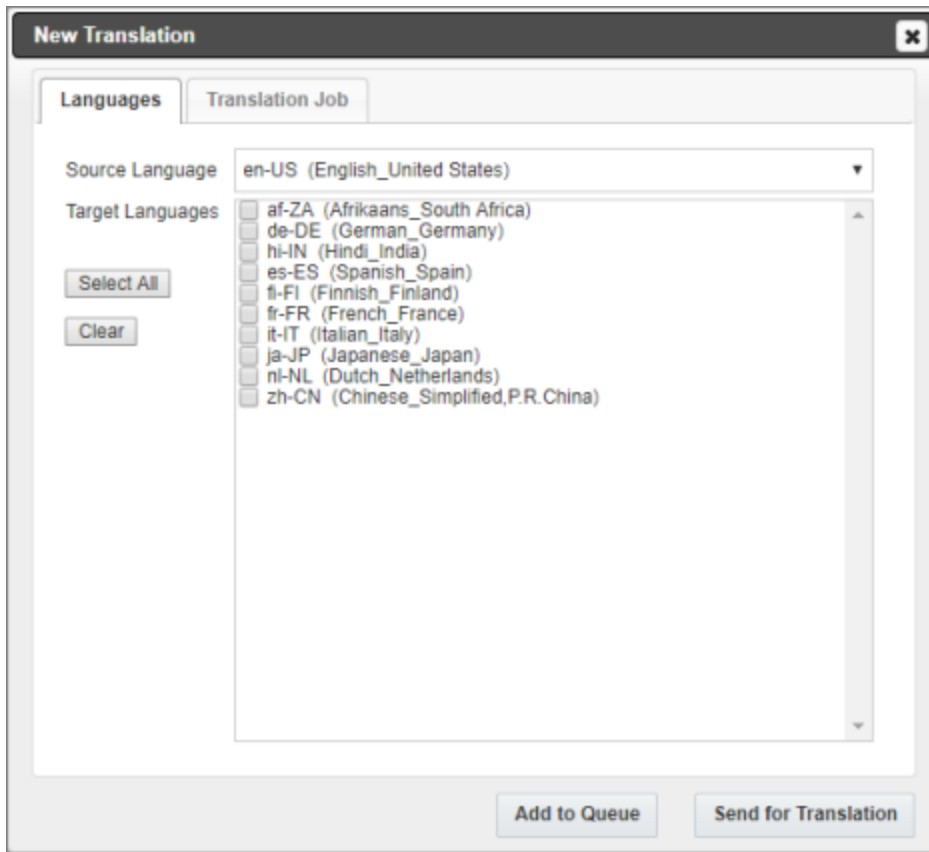 New Translation
Languages
Translation Job
Source Language
en-US (English_United States)
Target Languages
af-ZA (Afrikaans_South Africa)
de-DE (German_Germany)
hi-IN (Hindi_India)
es-ES (Spanish_Spain)
fi-FI (Finnish_Finland)
fr-FR (French_France)
it-IT (Italian_Italy)
ja-JP (Japanese_Japan)
nl-NL (Dutch_Netherlands)
zh-CN (Chinese_Simplified,P.R.China)
Select All
Clear
Add to Queue
Send for Translation